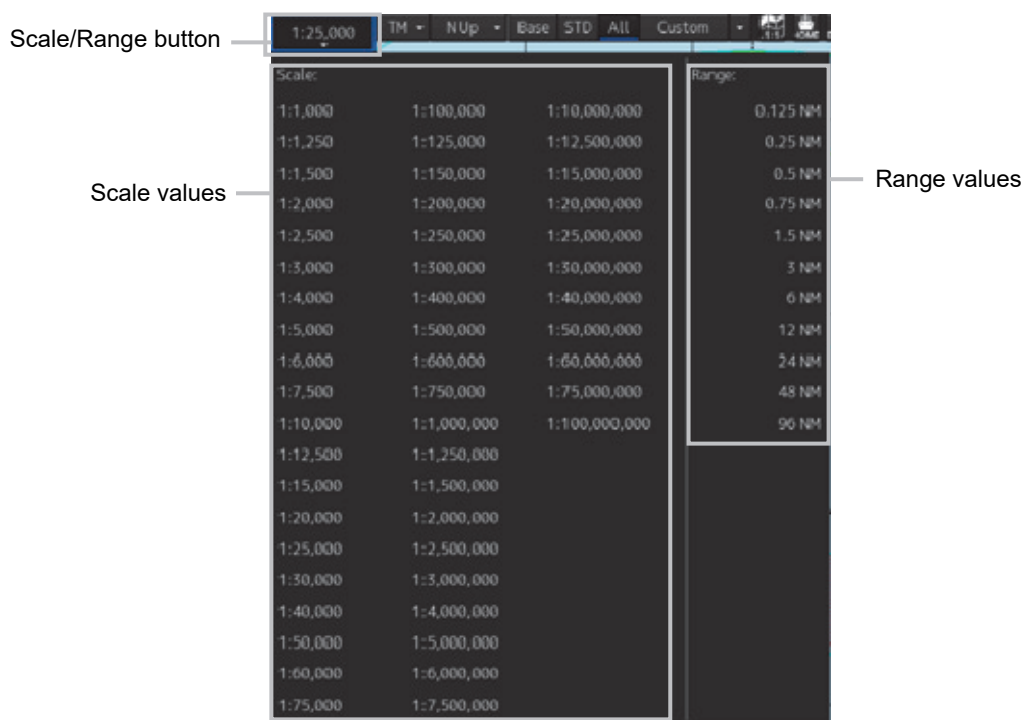 Scale/Range button
1:25,000 TM N Up Base STD All Custom
Scale: Range:
1:1,000 1:100,000 1:10,000,000 0.125 NM
1:1,250 1:125,000 1:12,500,000 0.25 NM
1:1,500 1:150,000 1:15,000,000 0.5 NM
Scale values
Range values
1:2,000 1:200,000 1:20,000,000 0.75 NM
1:2,500 1:250,000 1:25,000,000 1.5 NM
1:3,000 1:300,000 1:30,000,000 3 NM
1:4,000 1:400,000 1:40,000,000 6 NM
1:5,000 1:500,000 1:50,000,000 12 NM
1:6,000 1:600,000 1:60,000,000 24 NM
1:7,500 1:750,000 1:75,000,000 48 NM
1:10,000 1:1,000,000 1:100,000,000 96 NM
1:12,500 1:1,250,000
1:15,000 1:1,500,000
1:20,000 1:2,000,000
1:25,000 1:2,500,000
1:30,000 1:3,000,000
1:40,000 1:4,000,000
1:50,000 1:5,000,000
1:60,000 1:6,000,000
1:75,000 1:7,500,000